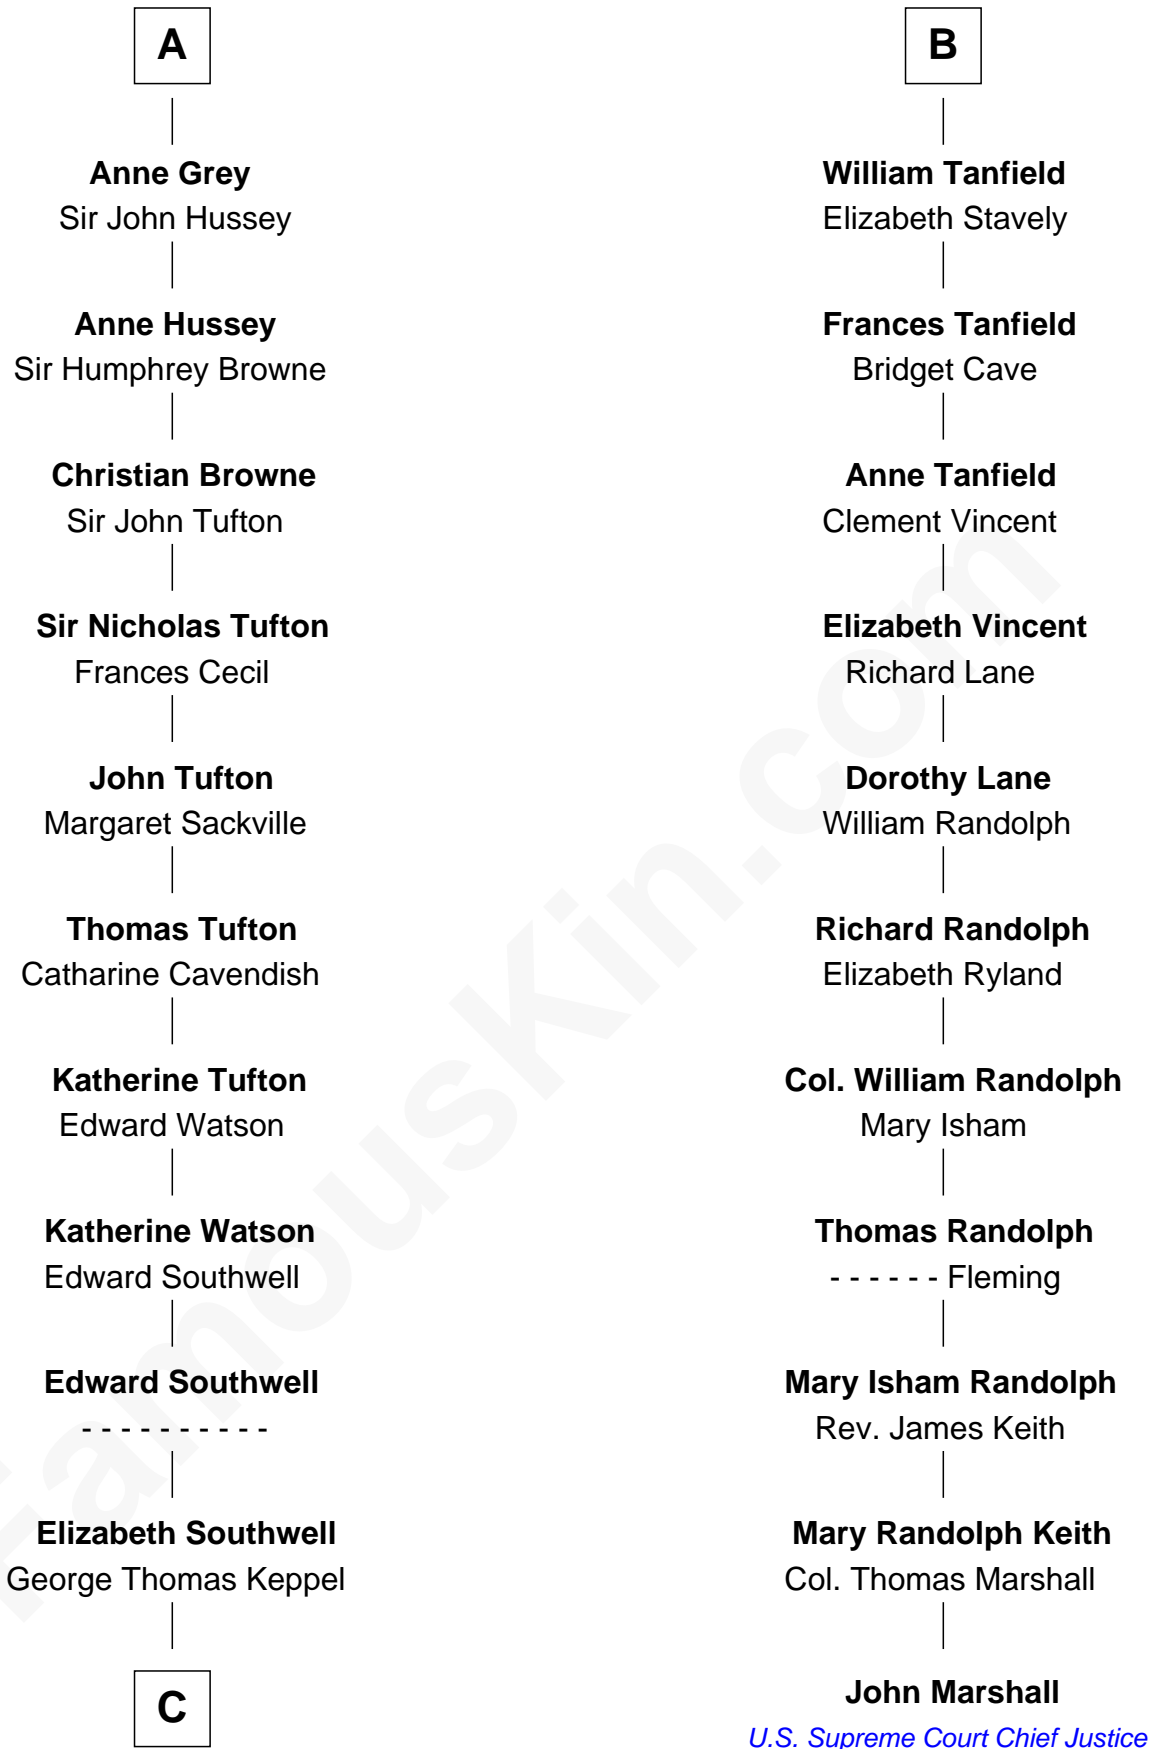 A
Anne Grey
Sir John Hussey
Anne Hussey
Sir Humphrey Browne
Christian Browne
Sir John Tufton
Sir Nicholas Tufton
Frances Cecil
John Tufton
Margaret Sackville
Thomas Tufton
Catharine Cavendish
Katherine Tufton
Edward Watson
Katherine Watson
Edward Southwell
Edward Southwell
- - - - - - - - - -
Elizabeth Southwell
George Thomas Keppel
C
B
William Tanfield
Elizabeth Stavely
Frances Tanfield
Bridget Cave
Anne Tanfield
Clement Vincent
Elizabeth Vincent
Richard Lane
Dorothy Lane
William Randolph
Richard Randolph
Elizabeth Ryland
Col. William Randolph
Mary Isham
Thomas Randolph
- - - - - - Fleming
Mary Isham Randolph
Rev. James Keith
Mary Randolph Keith
Col. Thomas Marshall
John Marshall
U.S. Supreme Court Chief Justice
FamousKin.com